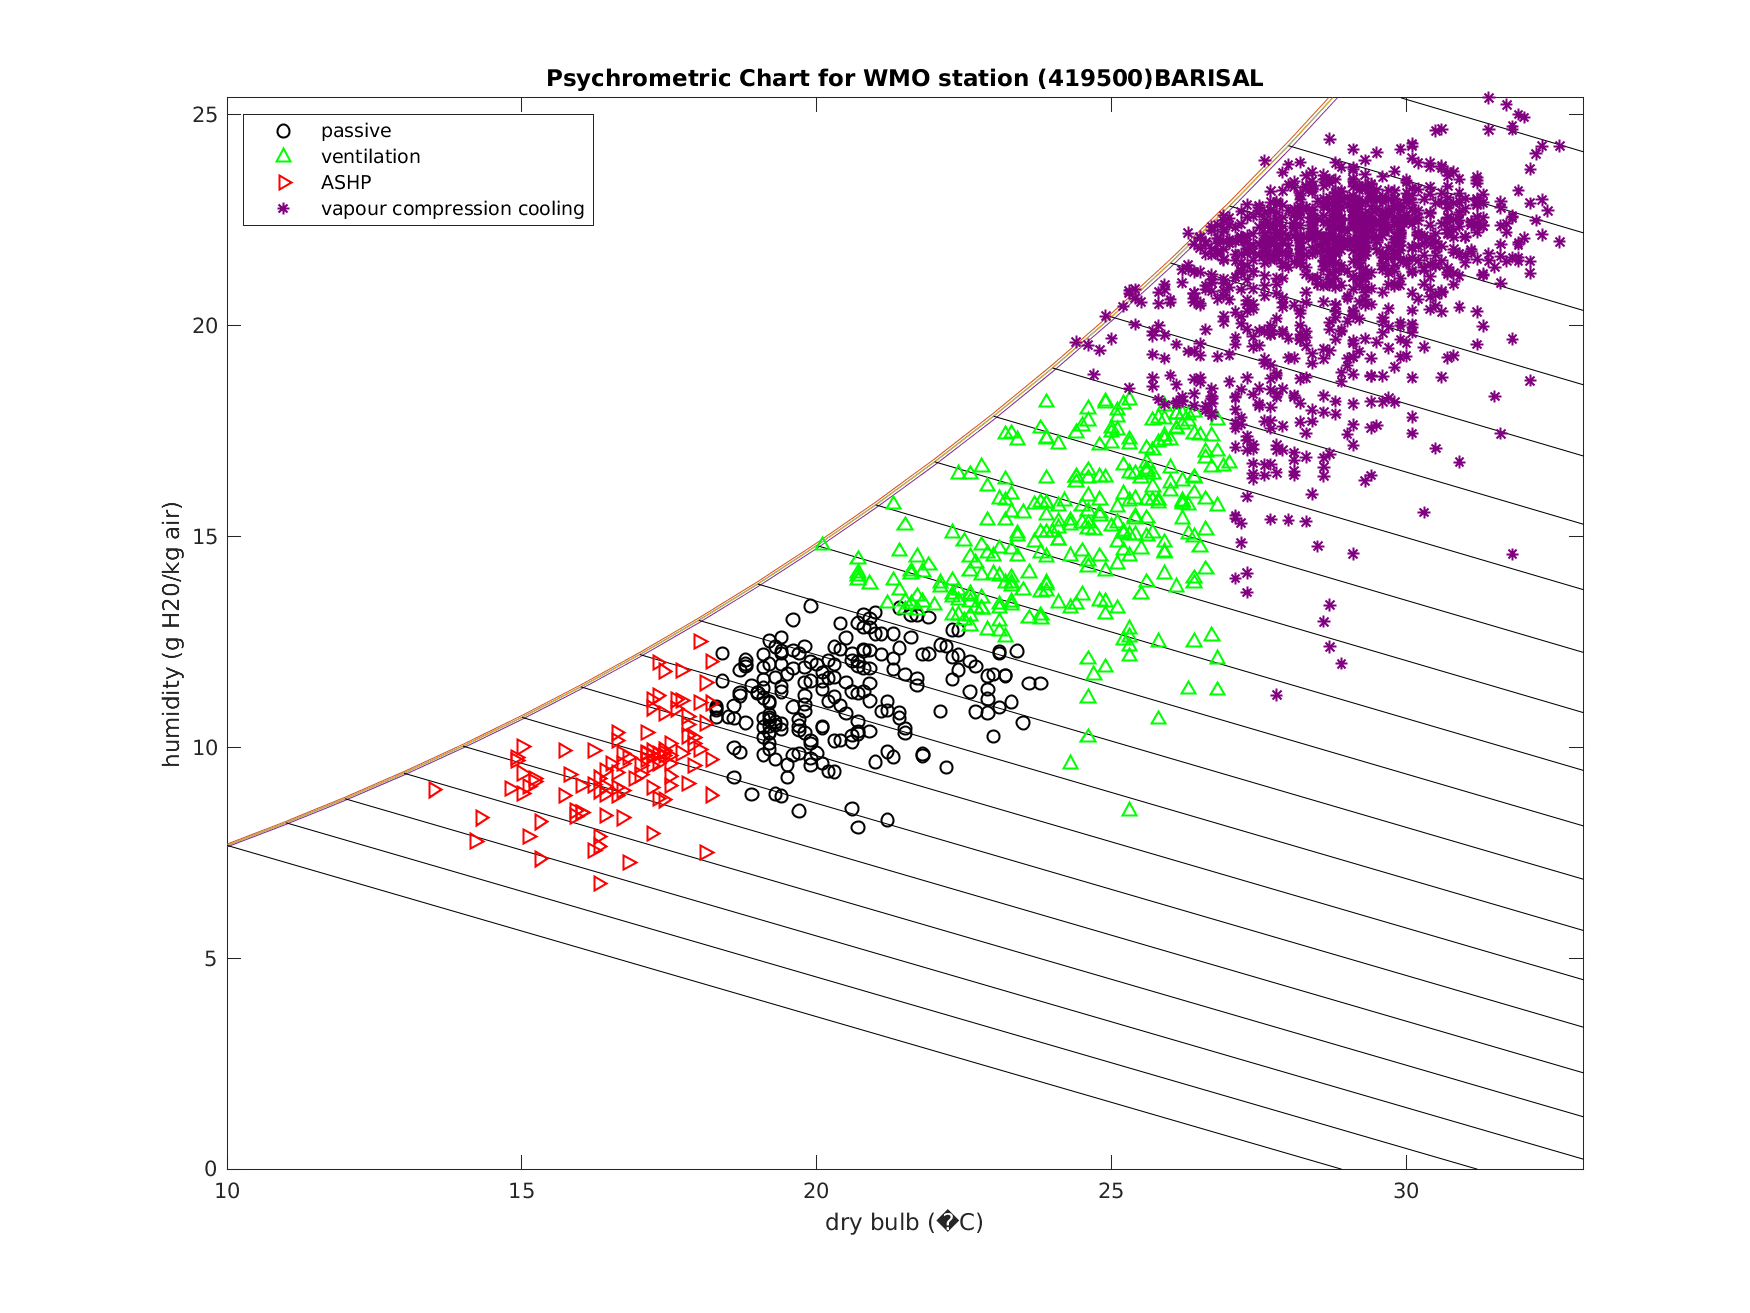 Psychrometric Chart for WMO station (419500)BARISAL
passive
ventilation
ASHP
vapour compression cooling
25
20
15
10
5
0
humidity (g H20/kg air)
10 15 20 25 30
dry bulb (�C)